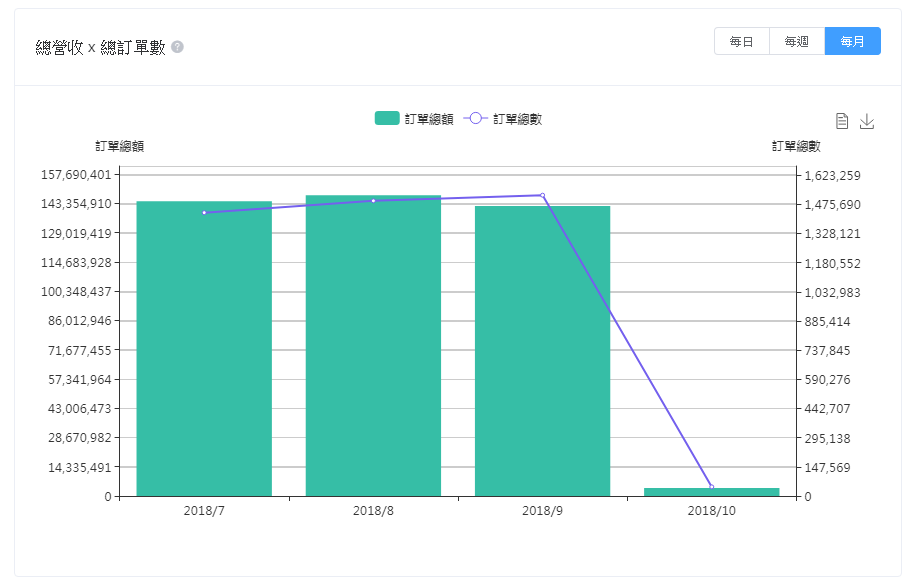 總營收 x 總訂單數 ?
每日 每週 每月
訂單總額 訂單總數
訂單總額 訂單總數
157,690,401 1,623,259
143,354,910 1,475,690
129,019,419 1,328,121
114,683,928 1,180,552
100,348,437 1,032,983
86,012,946 885,414
71,677,455 737,845
57,341,964 590,276
43,006,473 442,707
28,670,982 295,138
14,335,491 147,569
0 0
2018/7 2018/8 2018/9 2018/10